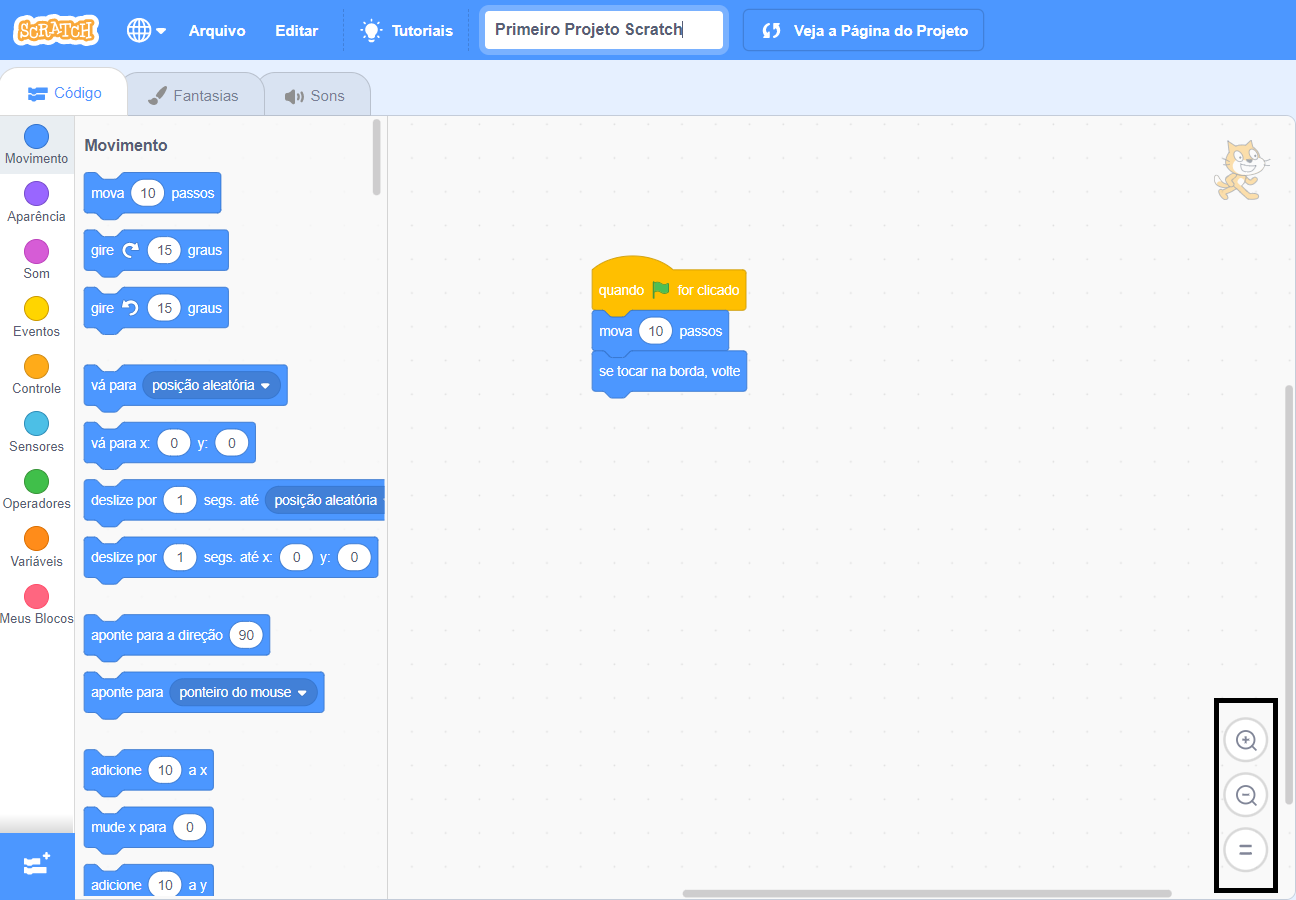 SCRATCH Arquivo Editar Tutoriais Primeiro Projeto Scratch Veja a Página do Projeto
Código Fantasias Sons
Movimento
Aparência
Som
Eventos
Controle
Sensores
Operadores
Variáveis
Meus Blocos
Movimento
mova 10 passos
gire 15 graus
gire 15 graus
vá para posição aleatória
vá para x: 0 y: 0
deslize por 1 segs. até posição aleatória
deslize por 1 segs. até x: 0 y: 0
aponte para a direção 90
aponte para ponteiro do mouse
adicione 10 a x
mude x para 0
adicione 10 a y
quando for clicado
mova 10 passos
se tocar na borda, volte